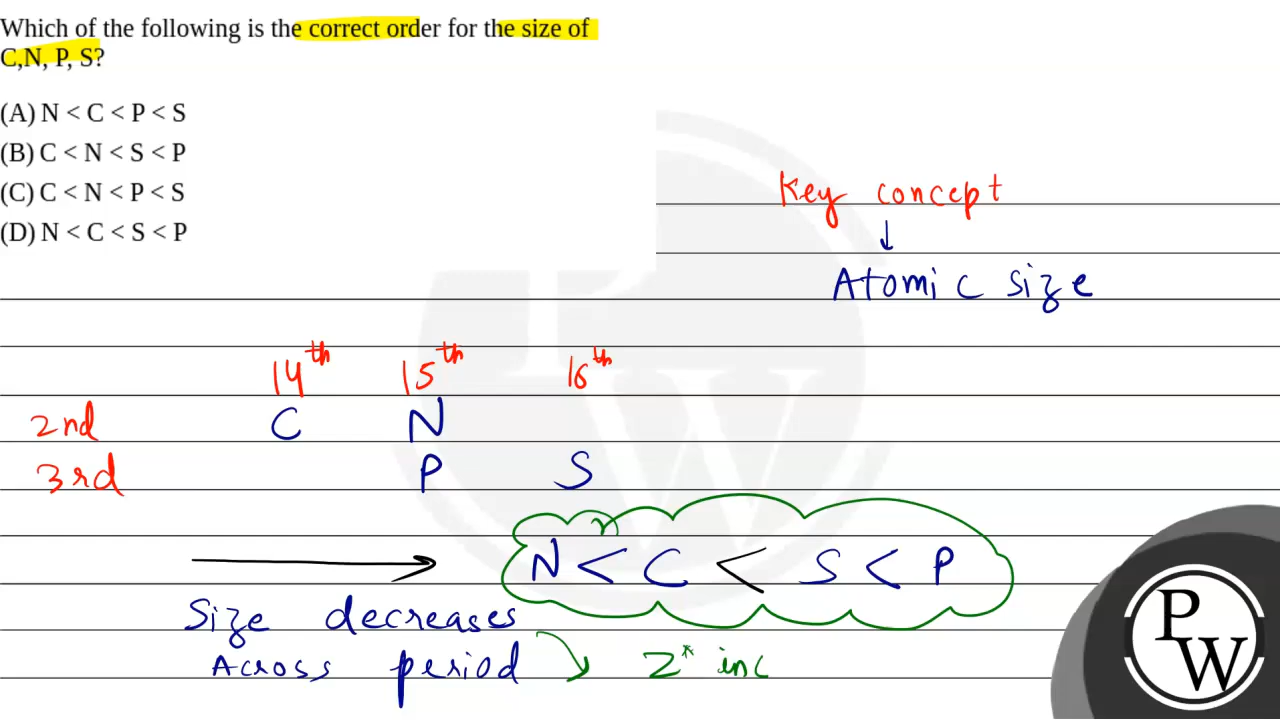 Which of the following is the correct order for the size of
C,N, P, S?
(A) N < C < P < S
(B) C < N < S < P
(C) C < N < P < S
(D) N < C < S < P
Key concept
↓
Atomic size
14th 15th 16th
2nd C N
3rd P S
N < C < S < P
Size decreases
Across period
Z* inc
P
W